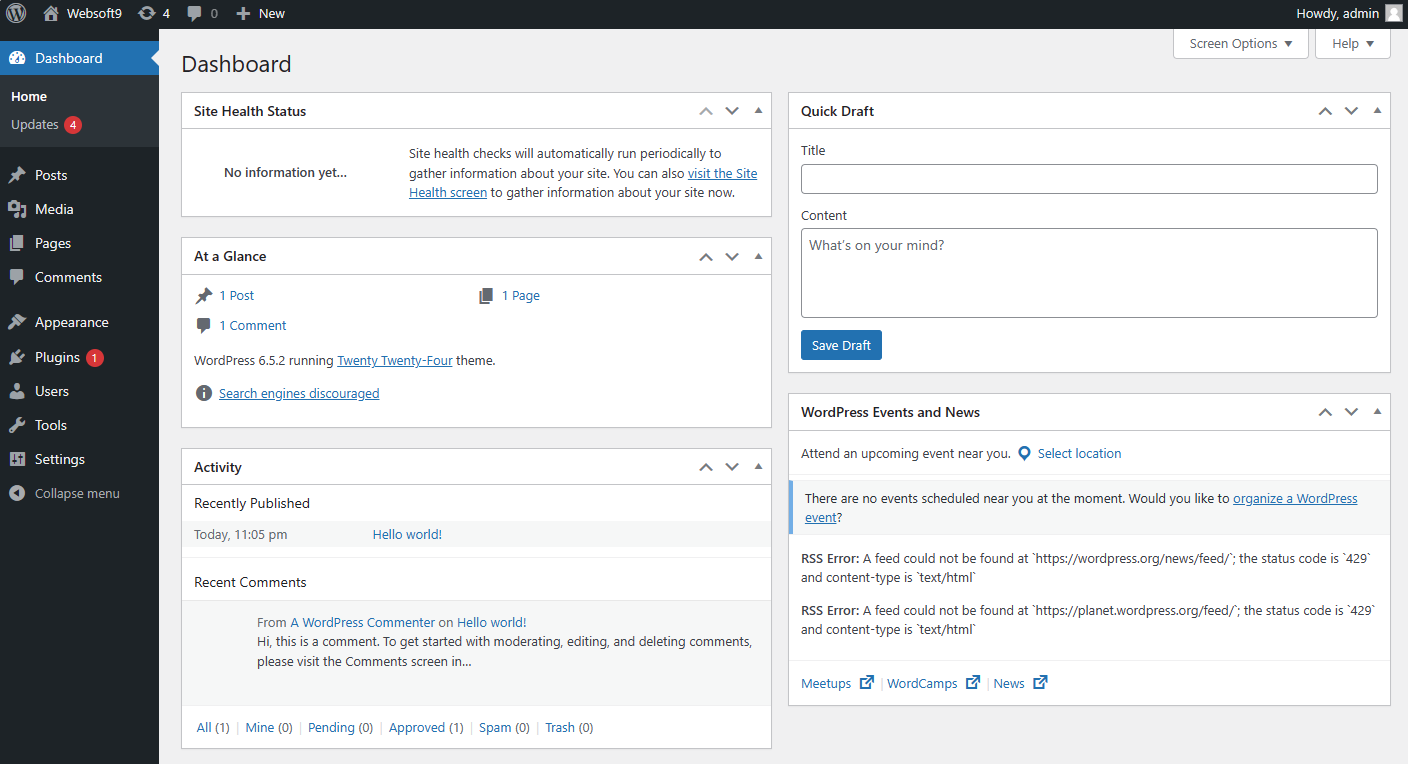 Websoft9 4 0 New Howdy, admin
Screen Options Help
Dashboard
Home
Updates 4
Posts
Media
Pages
Comments
Appearance
Plugins 1
Users
Tools
Settings
Collapse menu
Dashboard
Site Health Status
No information yet...
Site health checks will automatically run periodically to
gather information about your site. You can also visit the Site
Health screen to gather information about your site now.
At a Glance
1 Post
1 Page
1 Comment
WordPress 6.5.2 running Twenty Twenty-Four theme.
Search engines discouraged
Activity
Recently Published
Today, 11:05 pm Hello world!
Recent Comments
From A WordPress Commenter on Hello world!
Hi, this is a comment. To get started with moderating, editing, and deleting comments,
please visit the Comments screen in...
All (1) | Mine (0) | Pending (0) | Approved (1) | Spam (0) | Trash (0)
Quick Draft
Title
Content
What's on your mind?
Save Draft
WordPress Events and News
Attend an upcoming event near you. Select location
There are no events scheduled near you at the moment. Would you like to organize a WordPress
event?
RSS Error: A feed could not be found at `https://wordpress.org/news/feed/`; the status code is `429`
and content-type is `text/html`
RSS Error: A feed could not be found at `https://planet.wordpress.org/feed/`; the status code is `429`
and content-type is `text/html`
Meetups | WordCamps | News